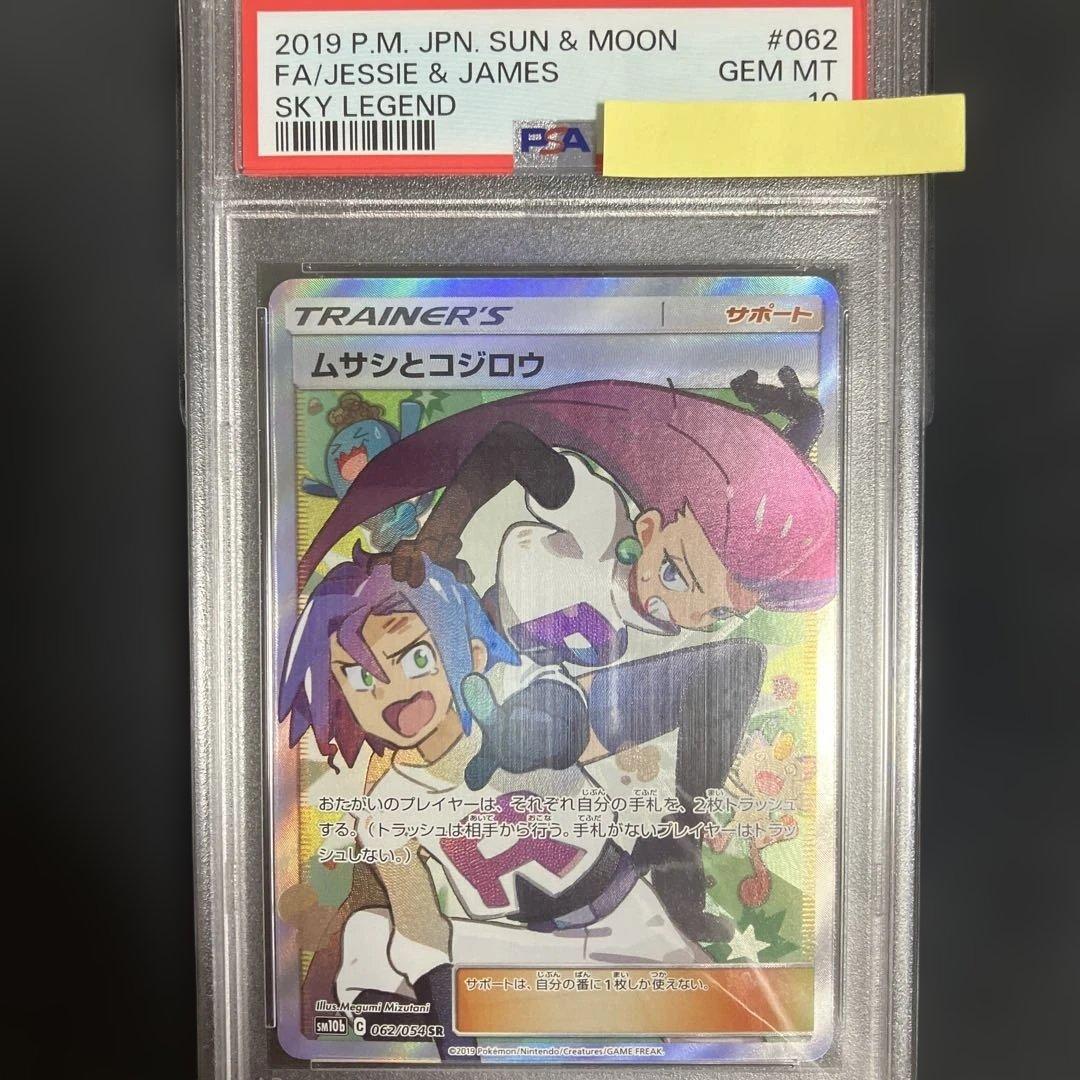 2019 P.M. JPN. SUN & MOON #062
FA/JESSIE & JAMES GEM MT
SKY LEGEND 10
PSA
TRAINER'S サポート
ムサシとコジロウ
おたがいのプレイヤーは、それぞれ自分の手札を、2枚トラッシュ
する。（トラッシュは相手から行う。手札がないプレイヤーはトラッ
シュしない。）
サポートは、自分の番に1枚しか使えない。
Illus. Megumi Mizutani
sm10b C 062/054 SR
©2019 Pokémon/Nintendo/Creatures/GAME FREAK.